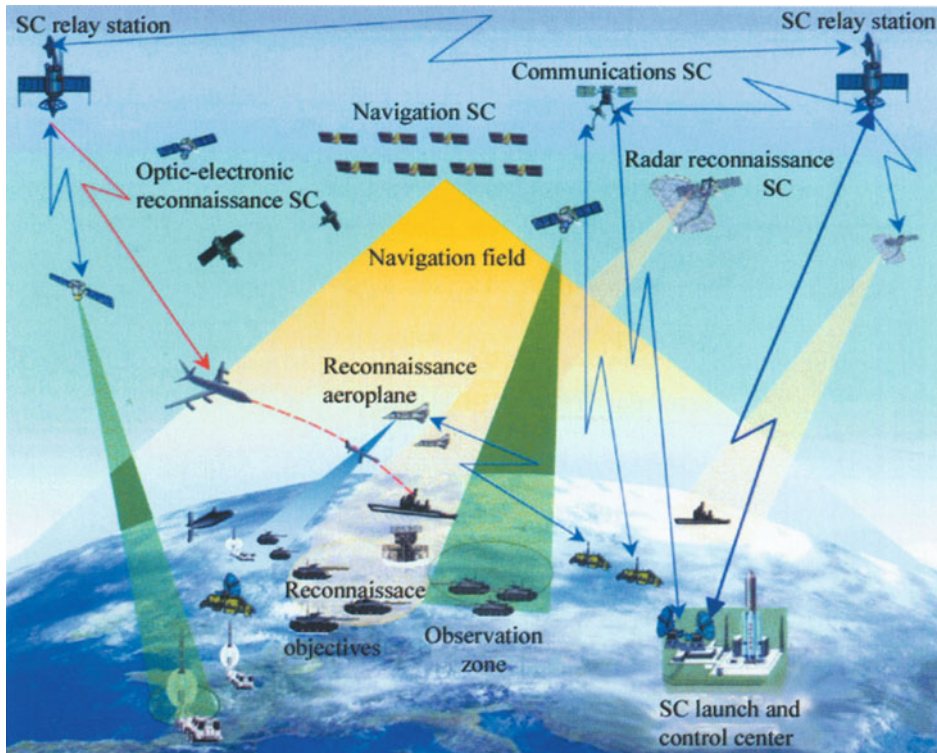 SC relay station
SC relay station
Communications SC
Navigation SC
Optic-electronic
reconnaissance SC
Radar reconnaissance
SC
Navigation field
Reconnaissance
aeroplane
Reconnaissace
objectives
Observation
zone
SC launch and
control center